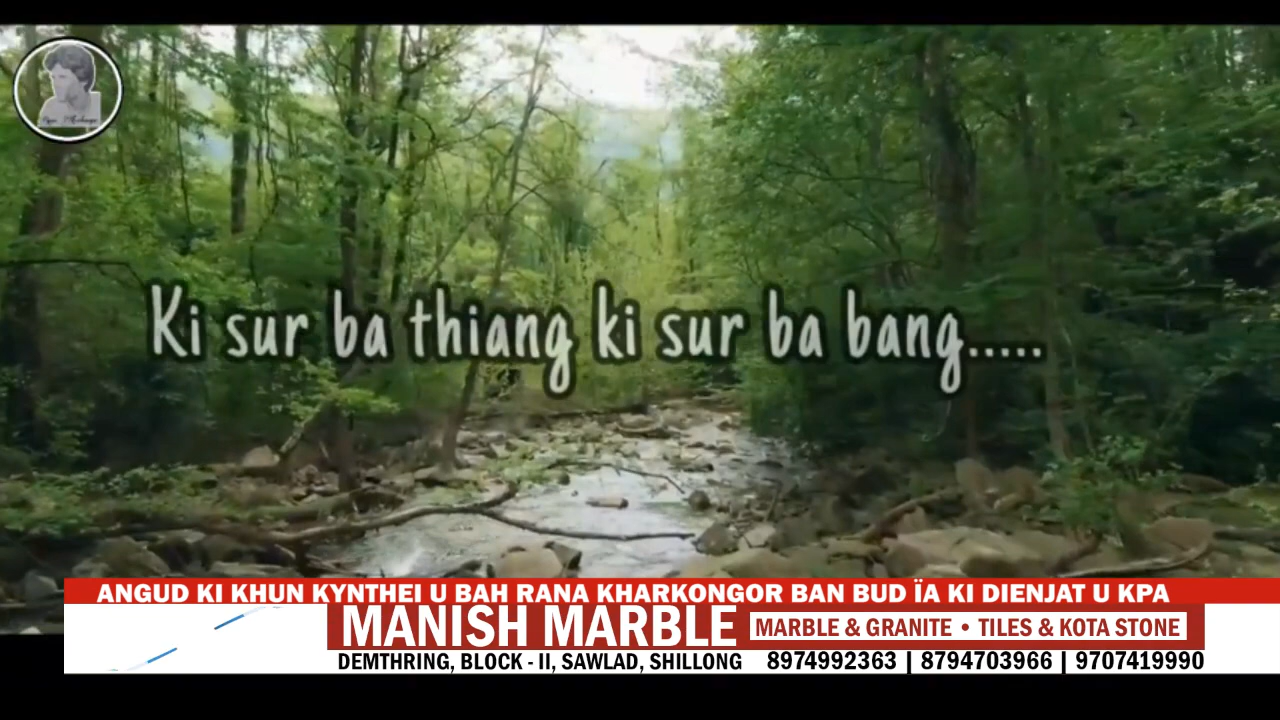 Ki sur ba thiang ki sur ba bang.....
ANGUD KI KHUN KYNTHEI U BAH RANA KHARKONGOR BAN BUD ÏA KI DIENJAT U KPA
MANISH MARBLE
MARBLE & GRANITE • TILES & KOTA STONE
DEMTHRING, BLOCK - II, SAWLAD, SHILLONG 8974992363 | 8794703966 | 9707419990